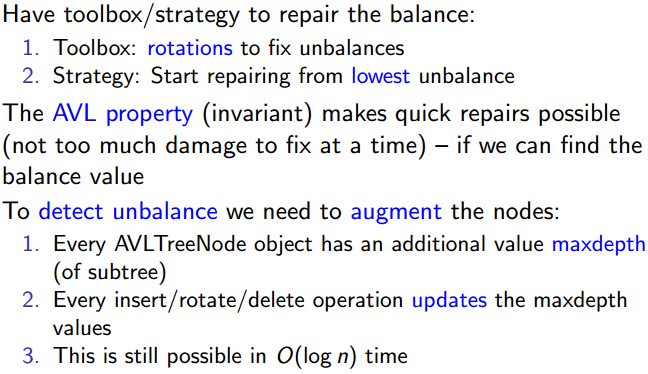 Have toolbox/strategy to repair the balance:
1. Toolbox: rotations to fix unbalances
2. Strategy: Start repairing from lowest unbalance
The AVL property (invariant) makes quick repairs possible
(not too much damage to fix at a time) – if we can find the
balance value
To detect unbalance we need to augment the nodes:
1. Every AVLTreeNode object has an additional value maxdepth
(of subtree)
2. Every insert/rotate/delete operation updates the maxdepth
values
3. This is still possible in O(log n) time